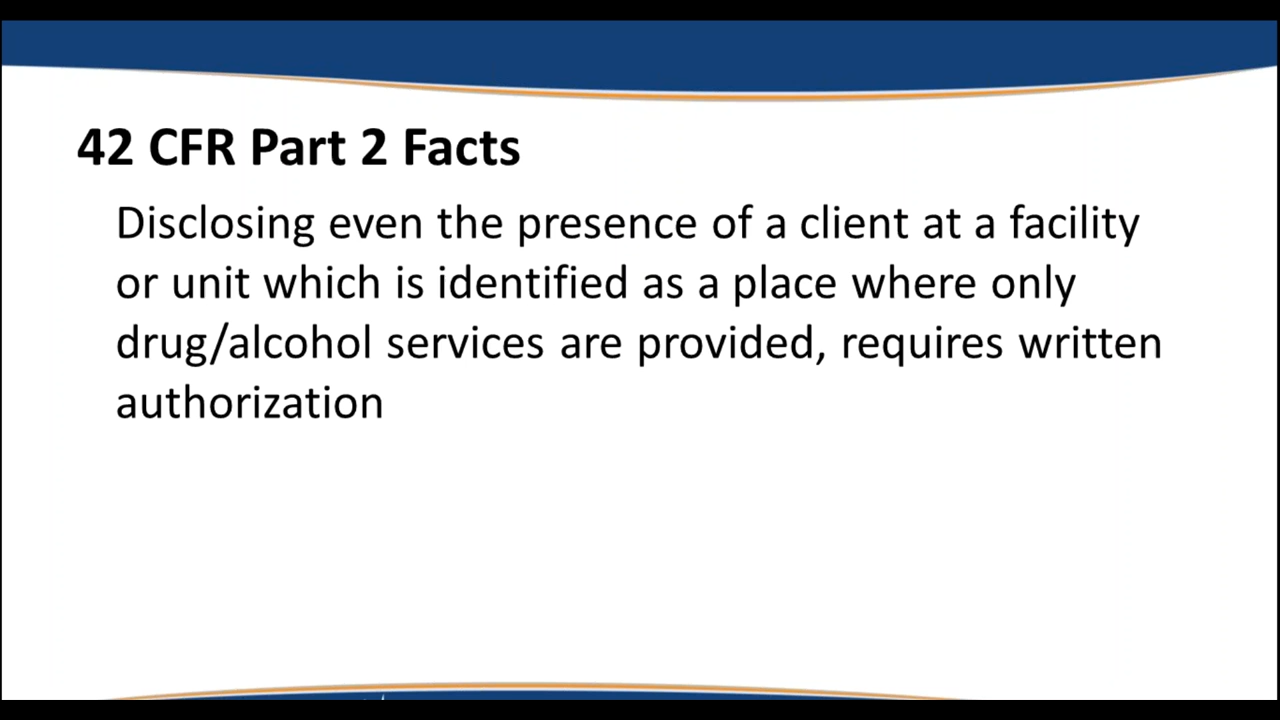 42 CFR Part 2 Facts
Disclosing even the presence of a client at a facility
or unit which is identified as a place where only
drug/alcohol services are provided, requires written
authorization